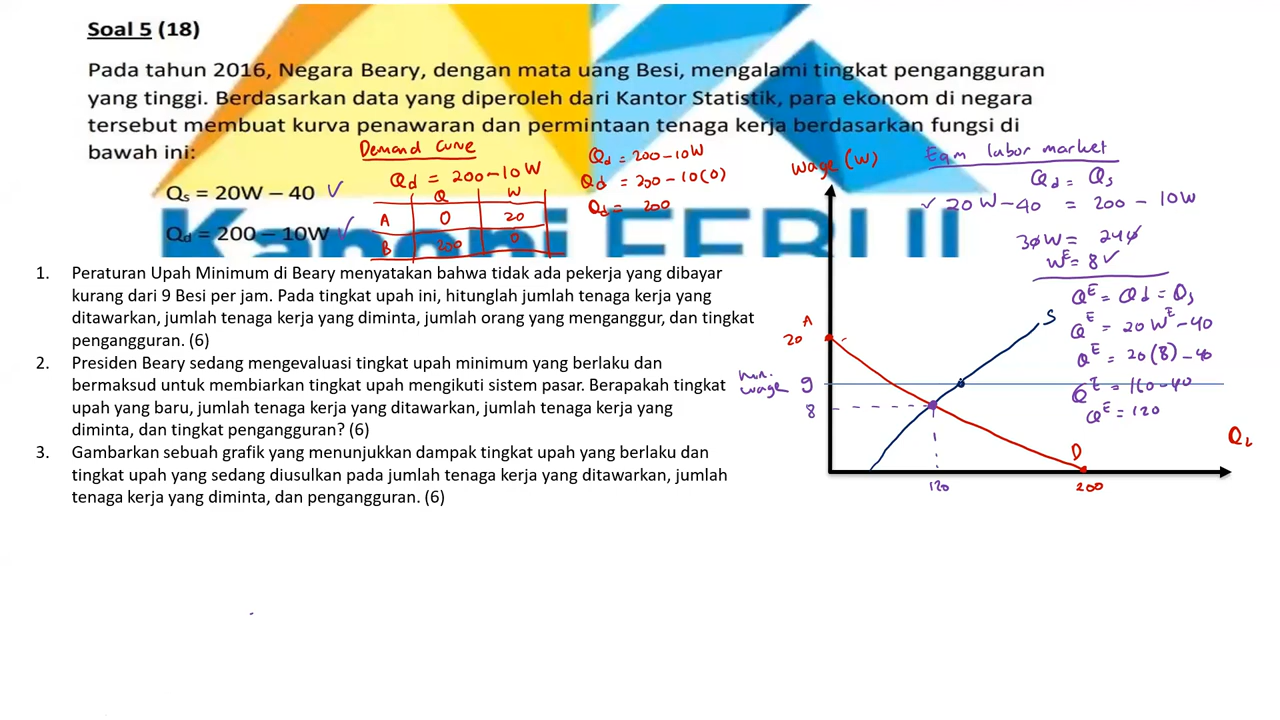 Soal 5 (18)
Pada tahun 2016, Negara Beary, dengan mata uang Besi, mengalami tingkat pengangguran
yang tinggi. Berdasarkan data yang diperoleh dari Kantor Statistik, para ekonom di negara
tersebut membuat kurva penawaran dan permintaan tenaga kerja berdasarkan fungsi di
bawah ini:
Qs = 20W – 40 ✓
Qd = 200 – 10W ✓
Demand Curve
Qd = 200 - 10W
Q W
A 0 20
B 200 0
Qd = 200 - 10W
Qd = 200 - 10(0)
Qd = 200
Kanopi FEB UI
1. Peraturan Upah Minimum di Beary menyatakan bahwa tidak ada pekerja yang dibayar
kurang dari 9 Besi per jam. Pada tingkat upah ini, hitunglah jumlah tenaga kerja yang
ditawarkan, jumlah tenaga kerja yang diminta, jumlah orang yang menganggur, dan tingkat
pengangguran. (6)
2. Presiden Beary sedang mengevaluasi tingkat upah minimum yang berlaku dan
bermaksud untuk membiarkan tingkat upah mengikuti sistem pasar. Berapakah tingkat
upah yang baru, jumlah tenaga kerja yang ditawarkan, jumlah tenaga kerja yang
diminta, dan tingkat pengangguran? (6)
3. Gambarkan sebuah grafik yang menunjukkan dampak tingkat upah yang berlaku dan
tingkat upah yang sedang diusulkan pada jumlah tenaga kerja yang ditawarkan, jumlah
tenaga kerja yang diminta, dan pengangguran. (6)
Wage (W)
A
20
min. wage 9
8
S
D
120
200
QL
Eqm labor market
Qd = Qs
✓ 20W - 40 = 200 - 10W
30W = 240
W^E = 8 ✓
Q^E = Qd = Qs
Q^E = 20W^E - 40
Q^E = 20(8) - 40
Q^E = 160 - 40
Q^E = 120